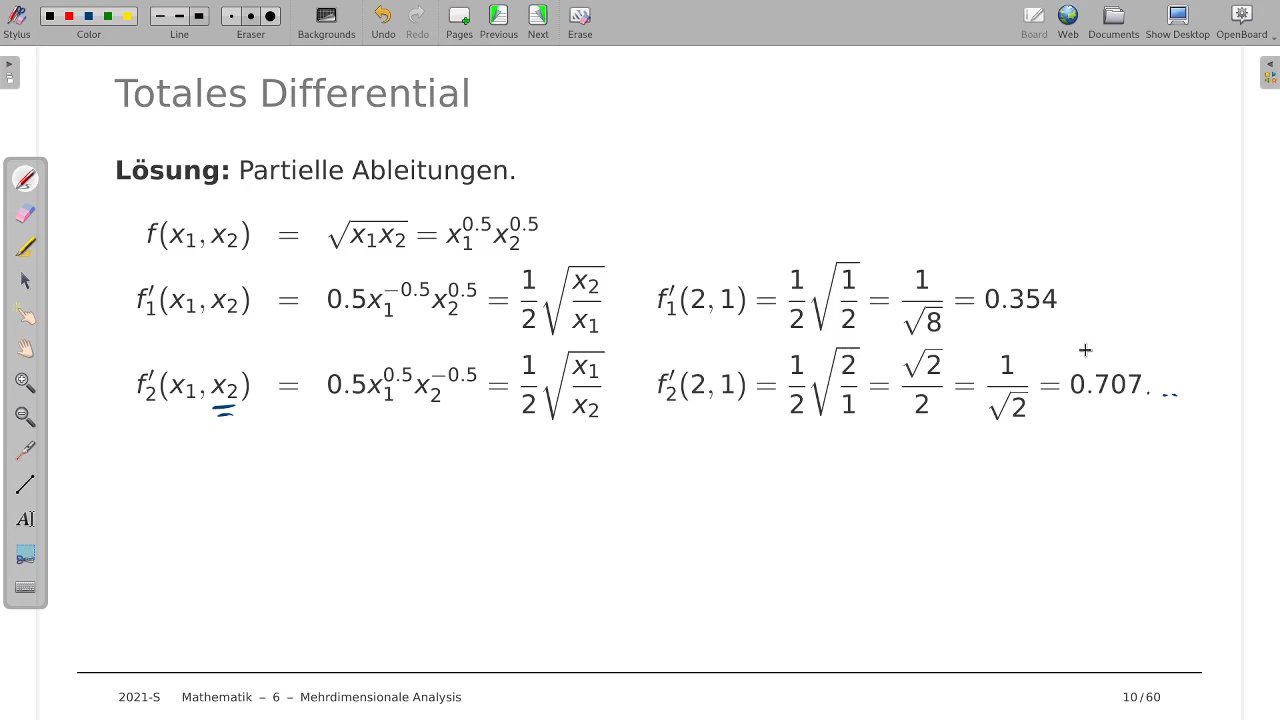 Stylus Color Line Eraser Backgrounds Undo Redo Pages Previous Next Erase Board Web Documents Show Desktop OpenBoard
Totales Differential
Lösung: Partielle Ableitungen.
f(x₁, x₂) = √(x₁x₂) = x₁^0.5 x₂^0.5
f′₁(x₁, x₂) = 0.5x₁^−0.5 x₂^0.5 = 1/2 √(x₂/x₁) f′₁(2, 1) = 1/2 √(1/2) = 1/√8 = 0.354
f′₂(x₁, x₂) = 0.5x₁^0.5 x₂^−0.5 = 1/2 √(x₁/x₂) f′₂(2, 1) = 1/2 √(2/1) = √2/2 = 1/√2 = 0.707...
2021-S Mathematik – 6 – Mehrdimensionale Analysis 10/60